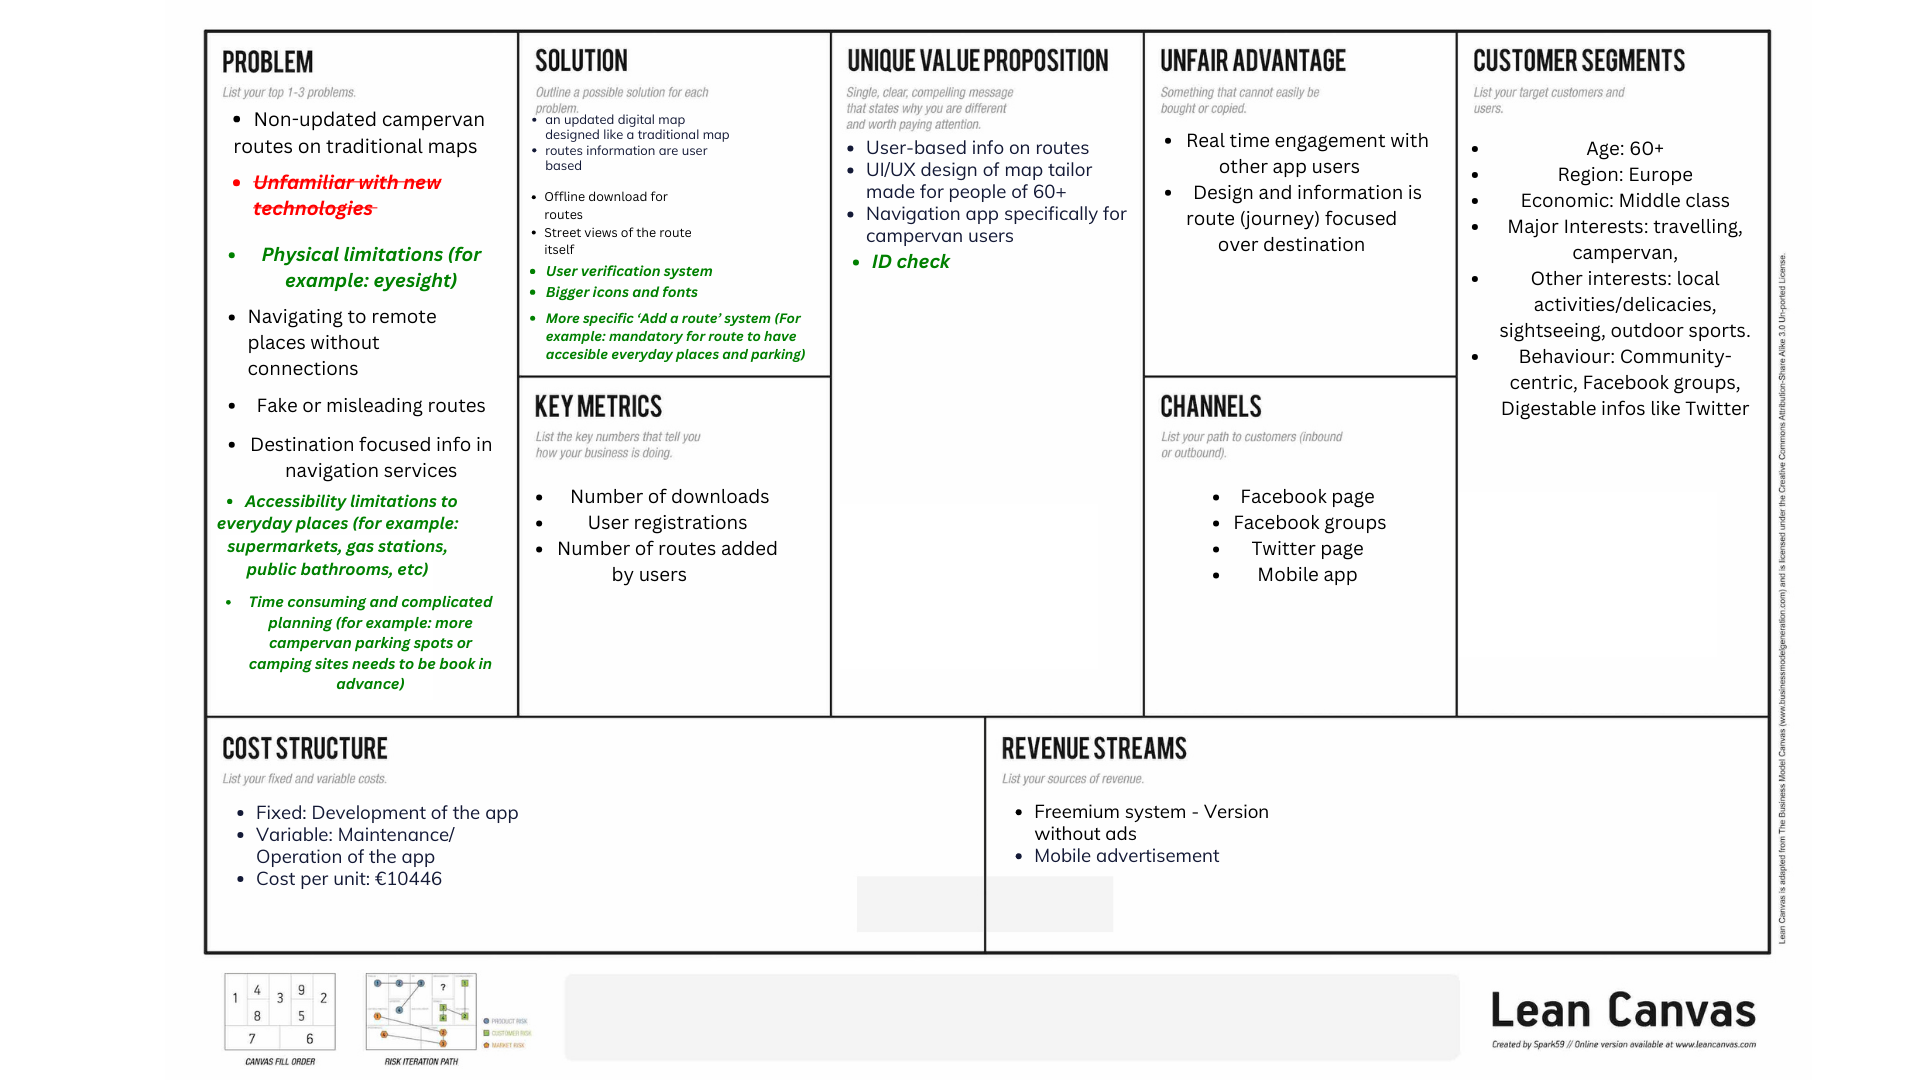 PROBLEM
List your top 1-3 problems.
• Non-updated campervan
routes on traditional maps
• Unfamiliar with new
technologies
• Physical limitations (for
example: eyesight)
• Navigating to remote
places without
connections
• Fake or misleading routes
• Destination focused info in
navigation services
• Accessibility limitations to
everyday places (for example:
supermarkets, gas stations,
public bathrooms, etc)
• Time consuming and complicated
planning (for example: more
campervan parking spots or
camping sites needs to be book in
advance)
SOLUTION
Outline a possible solution for each
problem.
• an updated digital map
designed like a traditional map
• routes information are user
based
• Offline download for
routes
• Street views of the route
itself
• User verification system
• Bigger icons and fonts
• More specific ‘Add a route’ system (For
example: mandatory for route to have
accesible everyday places and parking)
KEY METRICS
List the key numbers that tell you
how your business is doing.
• Number of downloads
• User registrations
• Number of routes added
by users
UNIQUE VALUE PROPOSITION
Single, clear, compelling message
that states why you are different
and worth paying attention.
• User-based info on routes
• UI/UX design of map tailor
made for people of 60+
• Navigation app specifically for
campervan users
• ID check
UNFAIR ADVANTAGE
Something that cannot easily be
bought or copied.
• Real time engagement with
other app users
• Design and information is
route (journey) focused
over destination
CHANNELS
List your path to customers (inbound
or outbound).
• Facebook page
• Facebook groups
• Twitter page
• Mobile app
CUSTOMER SEGMENTS
List your target customers and
users.
• Age: 60+
• Region: Europe
• Economic: Middle class
• Major Interests: travelling,
campervan,
• Other interests: local
activities/delicacies,
sightseeing, outdoor sports.
• Behaviour: Community-
centric, Facebook groups,
Digestable infos like Twitter
COST STRUCTURE
List your fixed and variable costs.
• Fixed: Development of the app
• Variable: Maintenance/
Operation of the app
• Cost per unit: €10446
REVENUE STREAMS
List your sources of revenue.
• Freemium system - Version
without ads
• Mobile advertisement
Lean Canvas is adapted from The Business Model Canvas (www.businessmodelgeneration.com) and is licensed under the Creative Commons Attribution-Share Alike 3.0 Un-ported License.
1 4 3 9 2
8 5
7 6
CANVAS FILL ORDER
RISK ITERATION PATH
PRODUCT RISK
CUSTOMER RISK
MARKET RISK
Lean Canvas
Created by Spark59 // Online version available at www.leancanvas.com